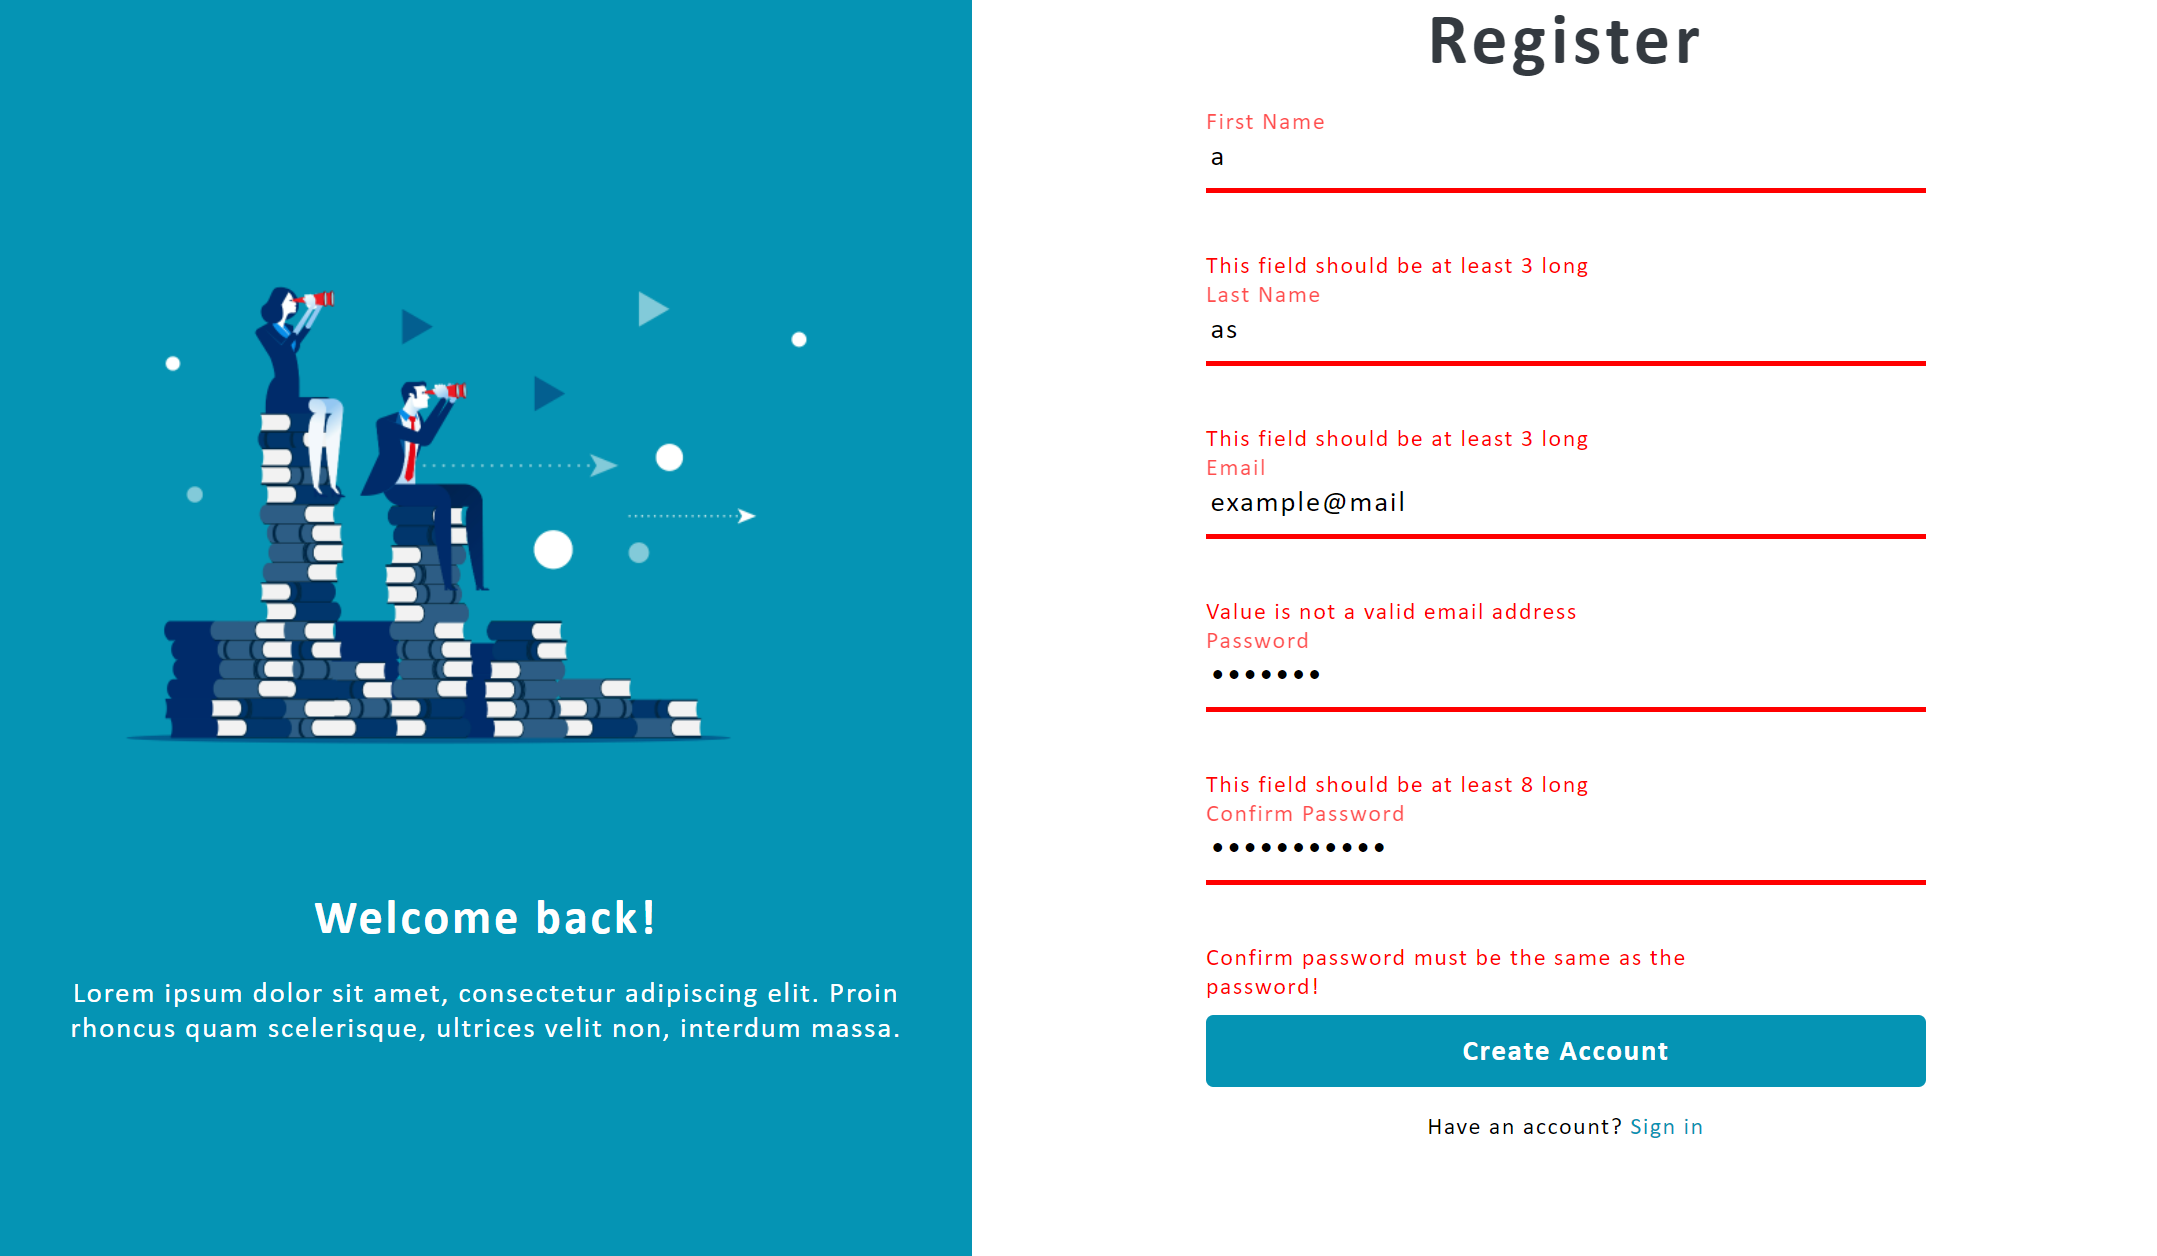 Welcome back!
Lorem ipsum dolor sit amet, consectetur adipiscing elit. Proin
rhoncus quam scelerisque, ultrices velit non, interdum massa.
Register
First Name
a
This field should be at least 3 long
Last Name
as
This field should be at least 3 long
Email
example@mail
Value is not a valid email address
Password
•••••••
This field should be at least 8 long
Confirm Password
•••••••••••
Confirm password must be the same as the
password!
Create Account
Have an account? Sign in